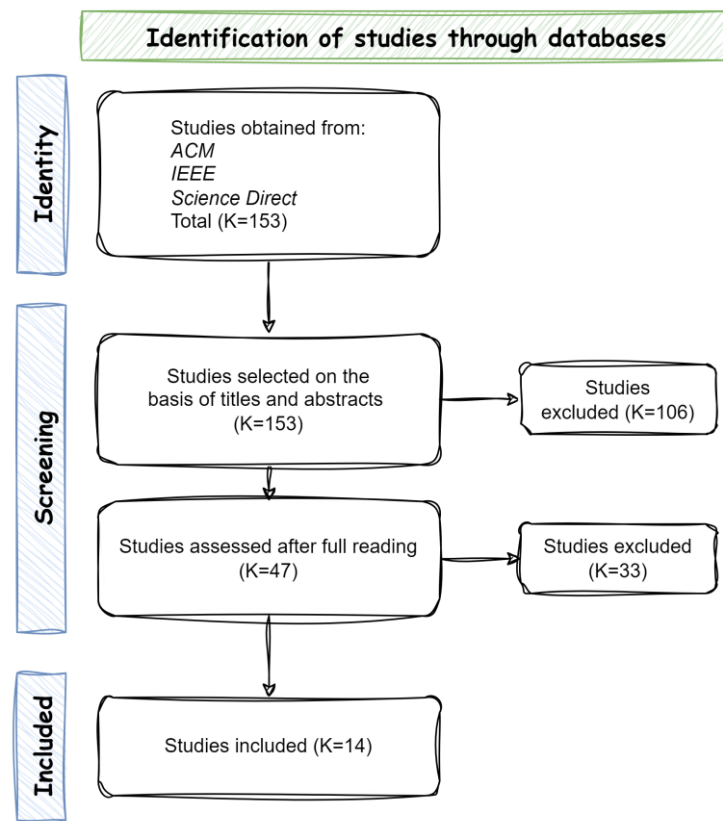 Identification of studies through databases
Identity
Studies obtained from:
ACM
IEEE
Science Direct
Total (K=153)
Screening
Studies selected on the
basis of titles and abstracts
(K=153)
Studies
excluded (K=106)
Studies assessed after full reading
(K=47)
Studies excluded
(K=33)
Included
Studies included (K=14)